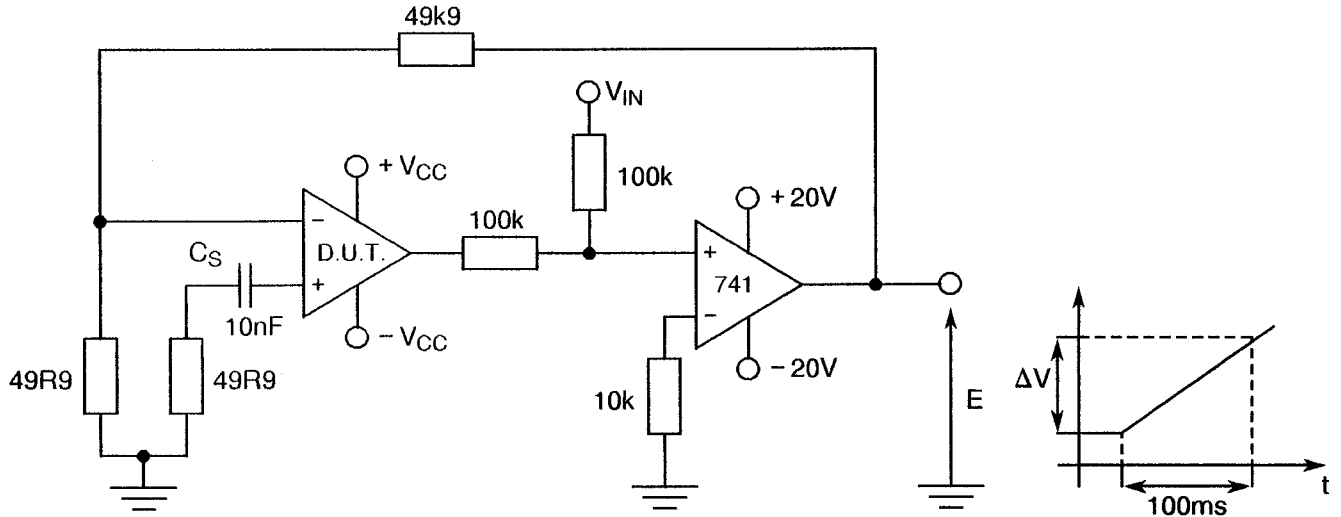 49k9
V_IN
+ V_CC
100k
+ 20V
100k
−
D.U.T.
+
C_S
10nF
− V_CC
+
741
−
− 20V
49R9
49R9
10k
E
ΔV
t
100ms